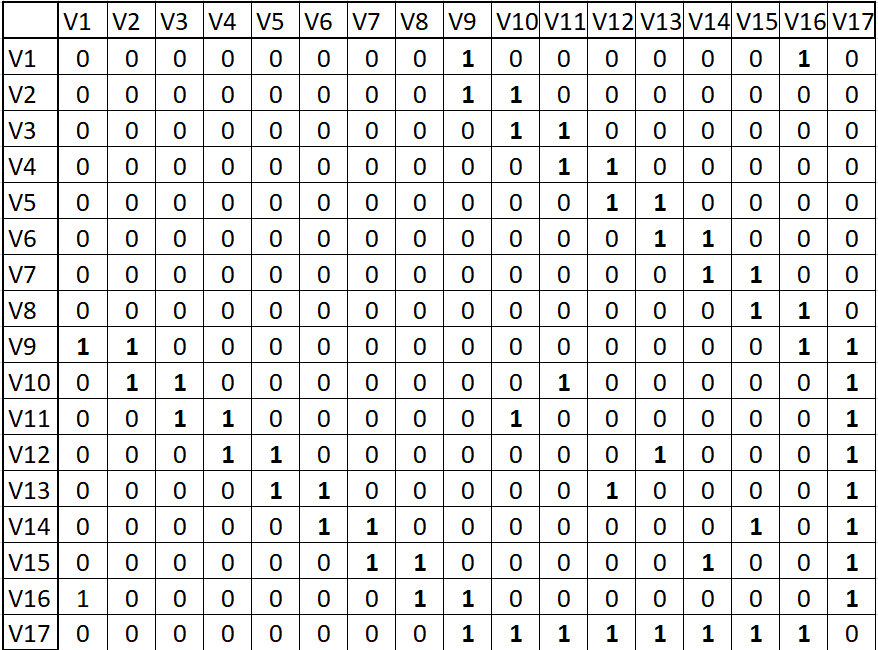 V1 V2 V3 V4 V5 V6 V7 V8 V9 V10 V11 V12 V13 V14 V15 V16 V17
V1 0 0 0 0 0 0 0 0 1 0 0 0 0 0 0 1 0
V2 0 0 0 0 0 0 0 0 1 1 0 0 0 0 0 0 0
V3 0 0 0 0 0 0 0 0 0 1 1 0 0 0 0 0 0
V4 0 0 0 0 0 0 0 0 0 0 1 1 0 0 0 0 0
V5 0 0 0 0 0 0 0 0 0 0 0 1 1 0 0 0 0
V6 0 0 0 0 0 0 0 0 0 0 0 0 1 1 0 0 0
V7 0 0 0 0 0 0 0 0 0 0 0 0 0 1 1 0 0
V8 0 0 0 0 0 0 0 0 0 0 0 0 0 0 1 1 0
V9 1 1 0 0 0 0 0 0 0 0 0 0 0 0 0 1 1
V10 0 1 1 0 0 0 0 0 0 0 1 0 0 0 0 0 1
V11 0 0 1 1 0 0 0 0 0 1 0 0 0 0 0 0 1
V12 0 0 0 1 1 0 0 0 0 0 0 0 1 0 0 0 1
V13 0 0 0 0 1 1 0 0 0 0 0 1 0 0 0 0 1
V14 0 0 0 0 0 1 1 0 0 0 0 0 0 0 1 0 1
V15 0 0 0 0 0 0 1 1 0 0 0 0 0 1 0 0 1
V16 1 0 0 0 0 0 0 1 1 0 0 0 0 0 0 0 1
V17 0 0 0 0 0 0 0 0 1 1 1 1 1 1 1 1 0